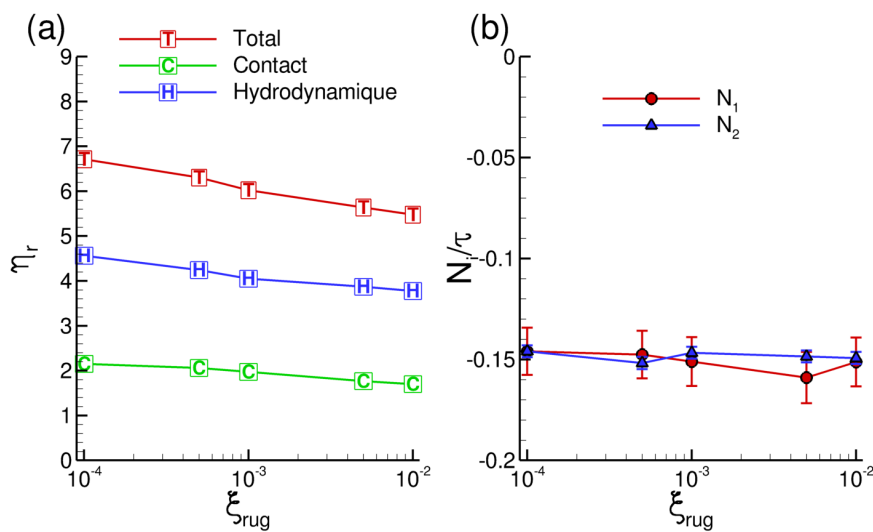 (a)
T Total
C Contact
H Hydrodynamique
9
8
7
6
5
4
3
2
1
0
ηr
T T T T T
H H H H H
C C C C C
10-4 10-3 10-2
ξrug
(b)
N1
N2
0
-0.05
-0.1
-0.15
-0.2
Ni/τ
10-4 10-3 10-2
ξrug